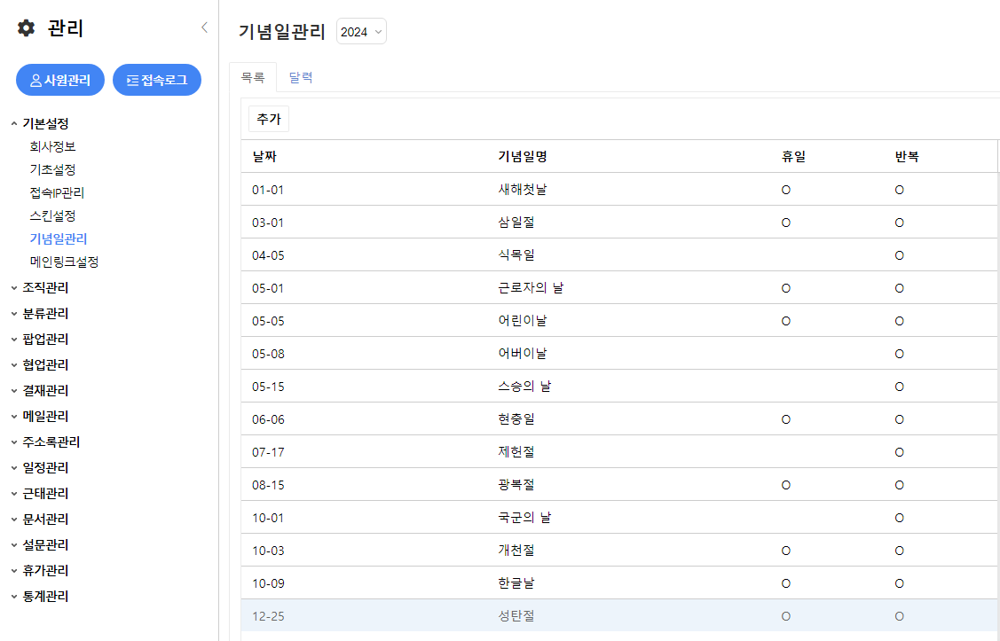 관리
사원관리 접속로그
기본설정
회사정보
기초설정
접속IP관리
스킨설정
기념일관리
메인링크설정
조직관리
분류관리
팝업관리
협업관리
결재관리
메일관리
주소록관리
일정관리
근태관리
문서관리
설문관리
휴가관리
통계관리
기념일관리 2024
목록 달력
추가
날짜 기념일명 휴일 반복
01-01 새해첫날 O O
03-01 삼일절 O O
04-05 식목일 O
05-01 근로자의 날 O O
05-05 어린이날 O O
05-08 어버이날 O
05-15 스승의 날 O
06-06 현충일 O O
07-17 제헌절 O
08-15 광복절 O O
10-01 국군의 날 O
10-03 개천절 O O
10-09 한글날 O O
12-25 성탄절 O O